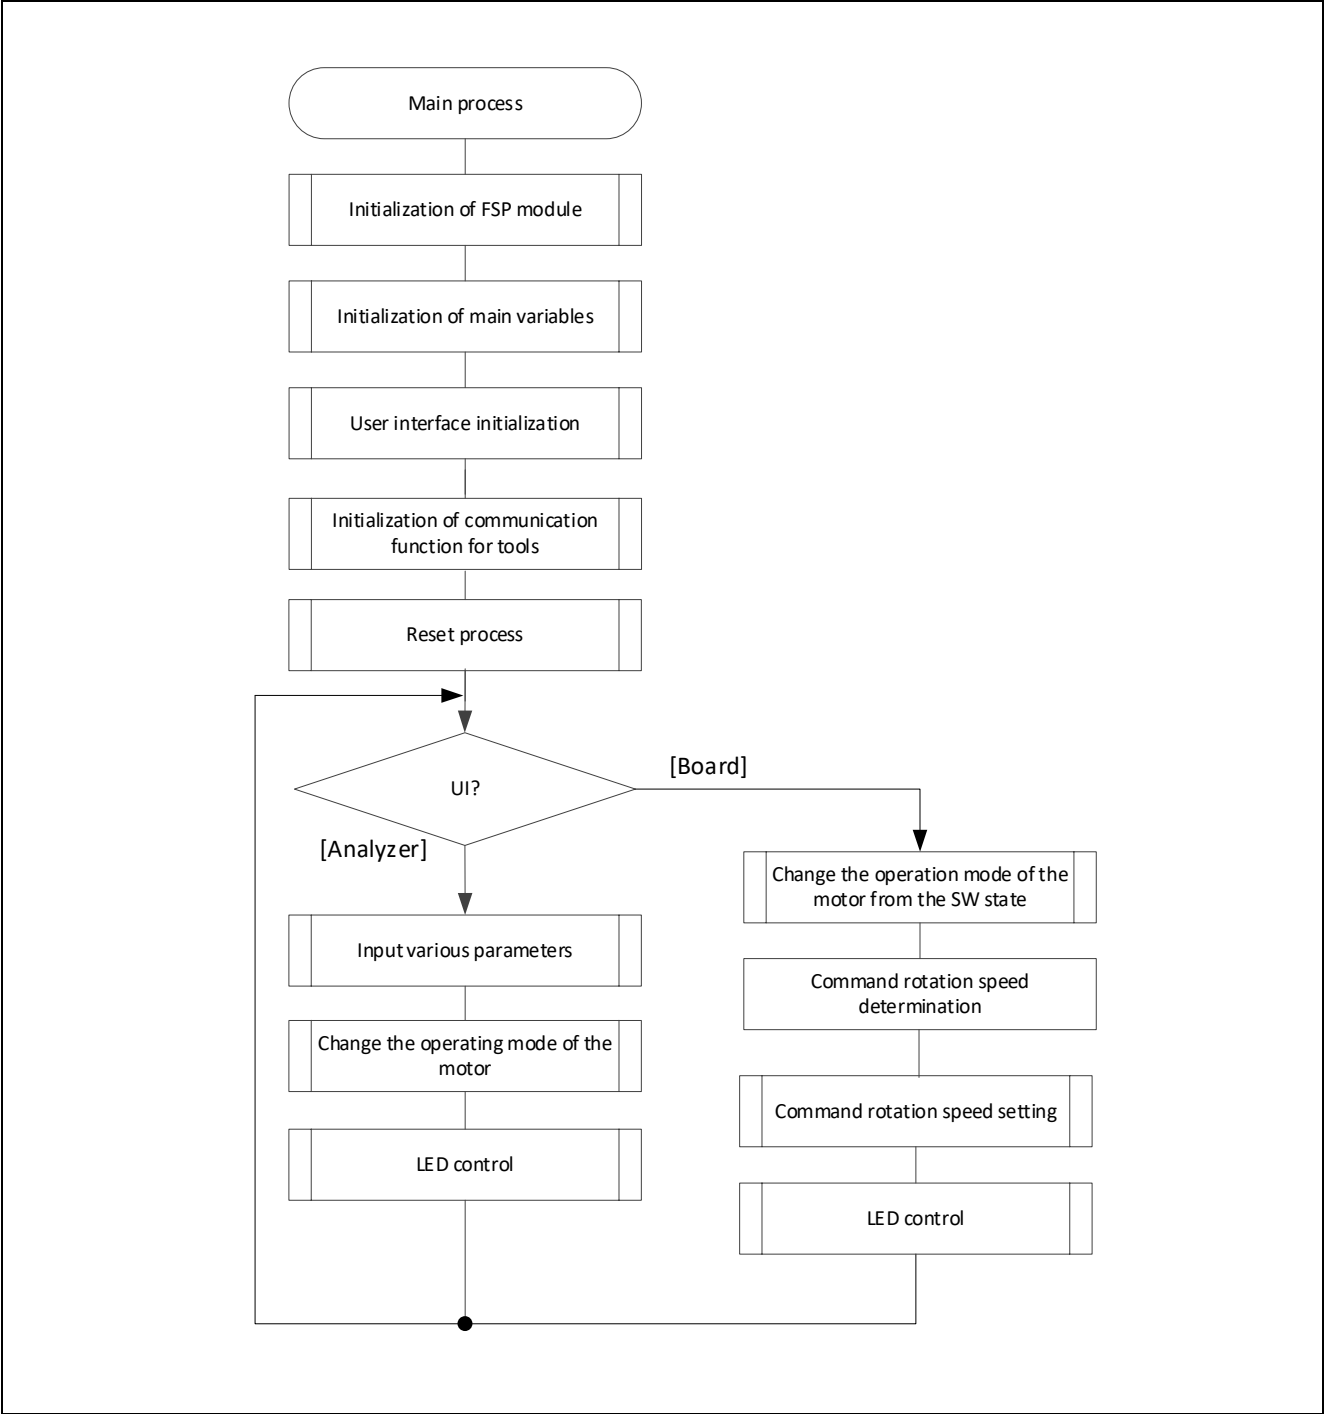 Main process
Initialization of FSP module
Initialization of main variables
User interface initialization
Initialization of communication
function for tools
Reset process
UI?
[Board]
[Analyzer]
Input various parameters
Change the operating mode of the
motor
LED control
Change the operation mode of the
motor from the SW state
Command rotation speed
determination
Command rotation speed setting
LED control